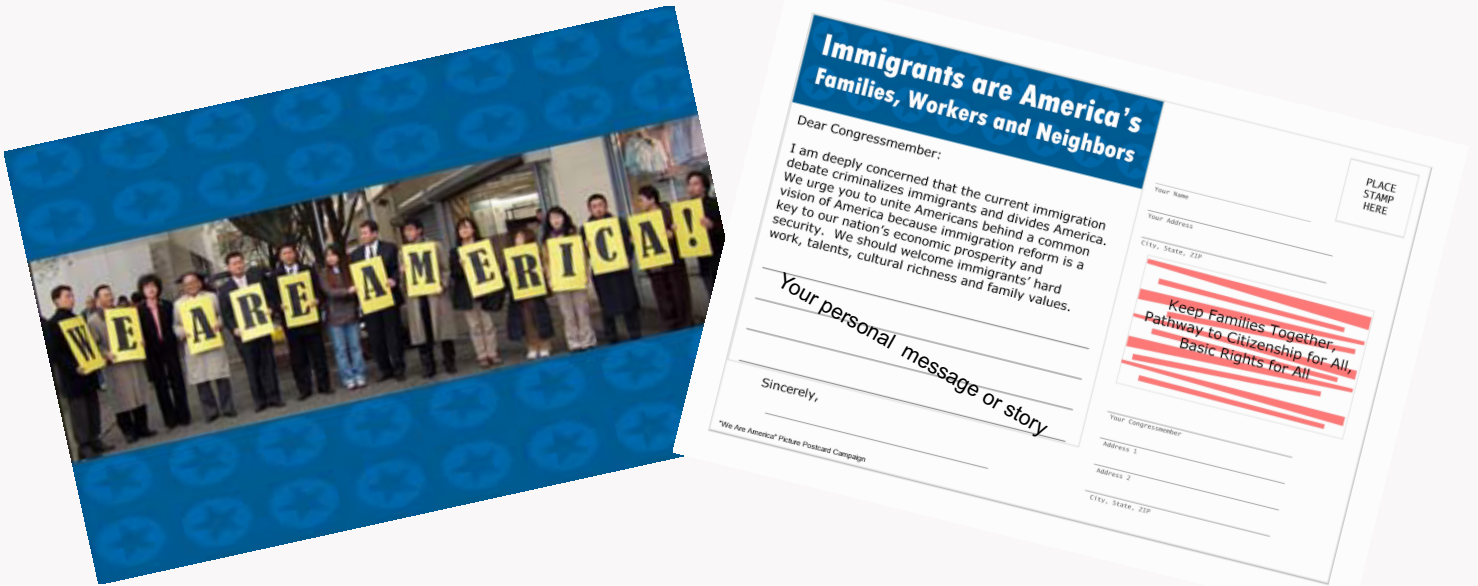 WE ARE AMERICA!
Immigrants are America's
Families, Workers and Neighbors
Dear Congressmember:
I am deeply concerned that the current immigration
debate criminalizes immigrants and divides America.
We urge you to unite Americans behind a common
vision of America because immigration reform is a
key to our nation's economic prosperity and
security.  We should welcome immigrants' hard
work, talents, cultural richness and family values.
Your personal message or story
Sincerely,
"We Are America" Picture Postcard Campaign
PLACE
STAMP
HERE
Your Name
Your Address
City, State, ZIP
Keep Families Together,
Pathway to Citizenship for All,
Basic Rights for All
Your Congressmember
Address 1
Address 2
City, State, ZIP